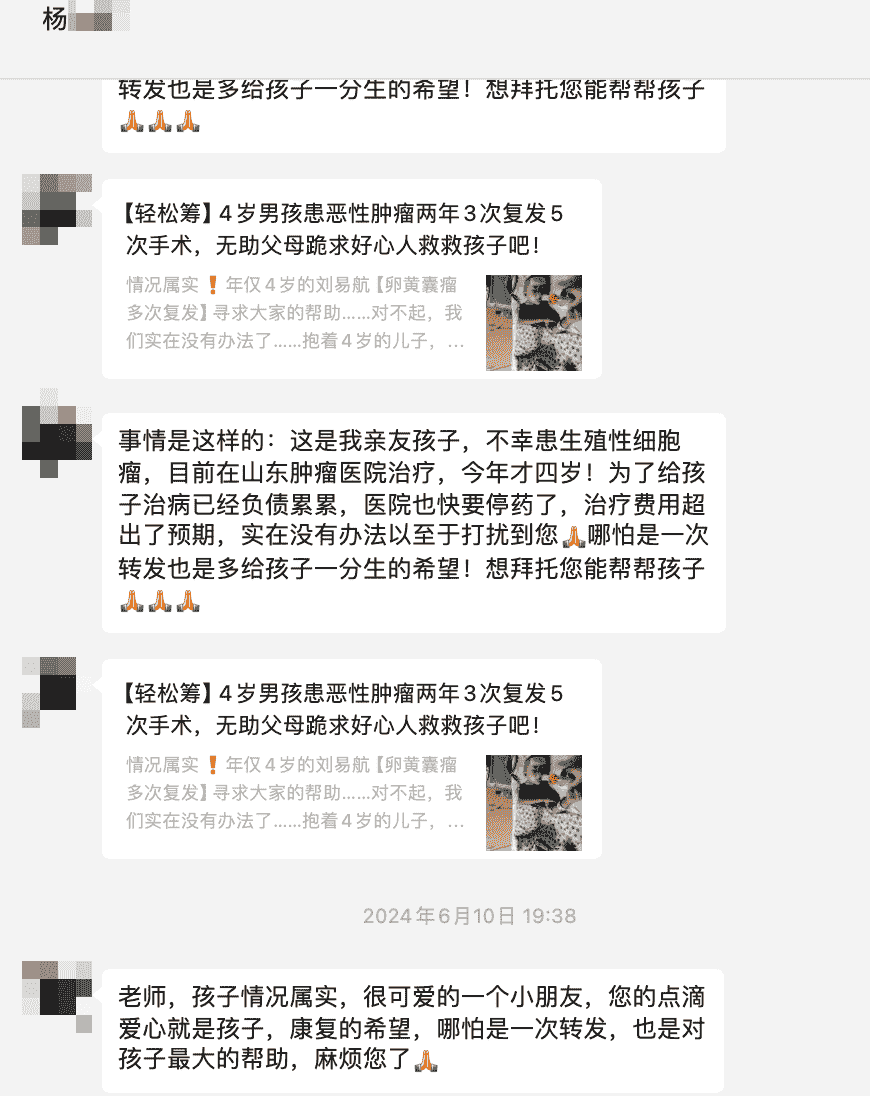 杨
转发也是多给孩子一分生的希望！想拜托您能帮帮孩子
🙏🙏🙏
【轻松筹】4岁男孩患恶性肿瘤两年3次复发5
次手术，无助父母跪求好心人救救孩子吧！
情况属实❗年仅4岁的刘易航【卵黄囊瘤
多次复发】寻求大家的帮助……对不起，我
们实在没有办法了……抱着4岁的儿子，...
事情是这样的：这是我亲友孩子，不幸患生殖性细胞
瘤，目前在山东肿瘤医院治疗，今年才四岁！为了给孩
子治病已经负债累累，医院也快要停药了，治疗费用超
出了预期，实在没有办法以至于打扰到您🙏哪怕是一次
转发也是多给孩子一分生的希望！想拜托您能帮帮孩子
🙏🙏🙏
【轻松筹】4岁男孩患恶性肿瘤两年3次复发5
次手术，无助父母跪求好心人救救孩子吧！
情况属实❗年仅4岁的刘易航【卵黄囊瘤
多次复发】寻求大家的帮助……对不起，我
们实在没有办法了……抱着4岁的儿子，...
2024年6月10日 19:38
老师，孩子情况属实，很可爱的一个小朋友，您的点滴
爱心就是孩子，康复的希望，哪怕是一次转发，也是对
孩子最大的帮助，麻烦您了🙏